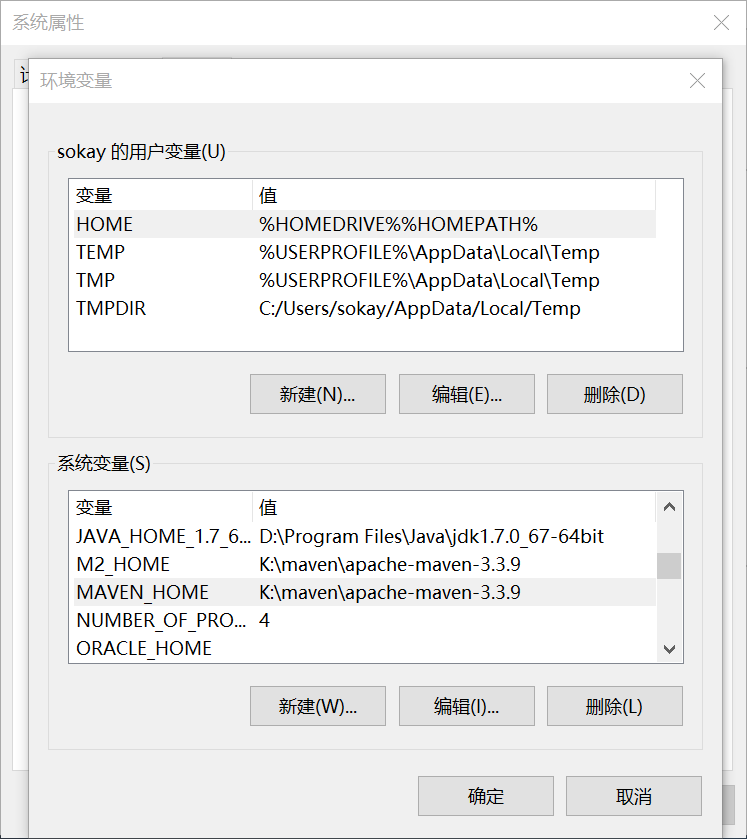 系统属性
环境变量
sokay 的用户变量(U)
变量 值
HOME %HOMEDRIVE%%HOMEPATH%
TEMP %USERPROFILE%\AppData\Local\Temp
TMP %USERPROFILE%\AppData\Local\Temp
TMPDIR C:/Users/sokay/AppData/Local/Temp
新建(N)... 编辑(E)... 删除(D)
系统变量(S)
变量 值
JAVA_HOME_1.7_6... D:\Program Files\Java\jdk1.7.0_67-64bit
M2_HOME K:\maven\apache-maven-3.3.9
MAVEN_HOME K:\maven\apache-maven-3.3.9
NUMBER_OF_PRO... 4
ORACLE_HOME
新建(W)... 编辑(I)... 删除(L)
确定 取消